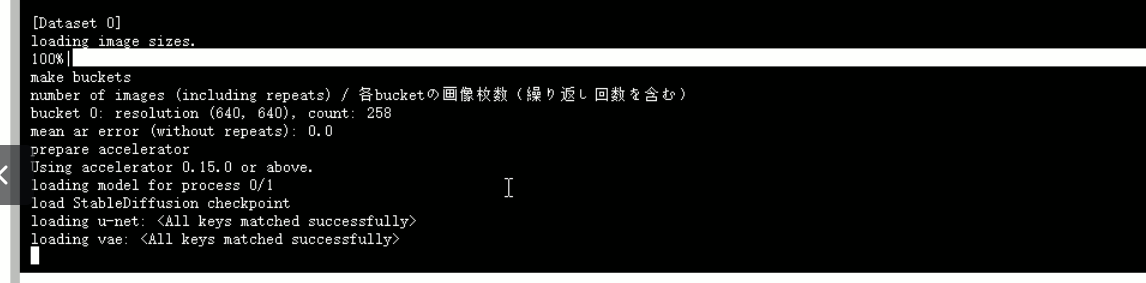 [Dataset 0]
loading image sizes.
100%|
make buckets
number of images (including repeats) / 各bucketの画像枚数（繰り返し回数を含む）
bucket 0: resolution (640, 640), count: 258
mean ar error (without repeats): 0.0
prepare accelerator
Using accelerator 0.15.0 or above.
loading model for process 0/1
load StableDiffusion checkpoint
loading u-net: <All keys matched successfully>
loading vae: <All keys matched successfully>